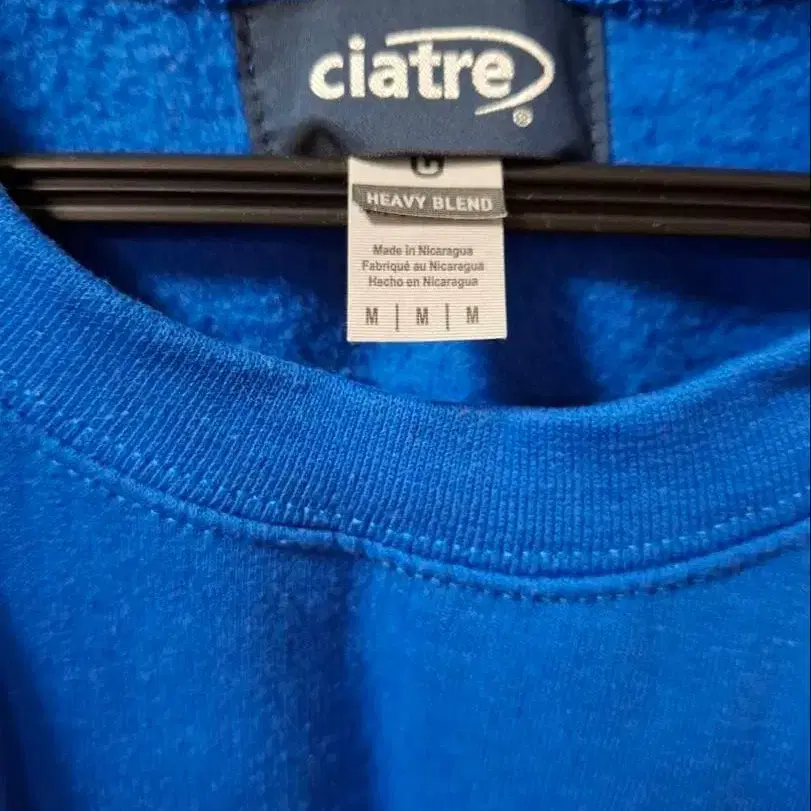 ciatre®
HEAVY BLEND
Made in Nicaragua
Fabriqué au Nicaragua
Hecho en Nicaragua
M | M | M